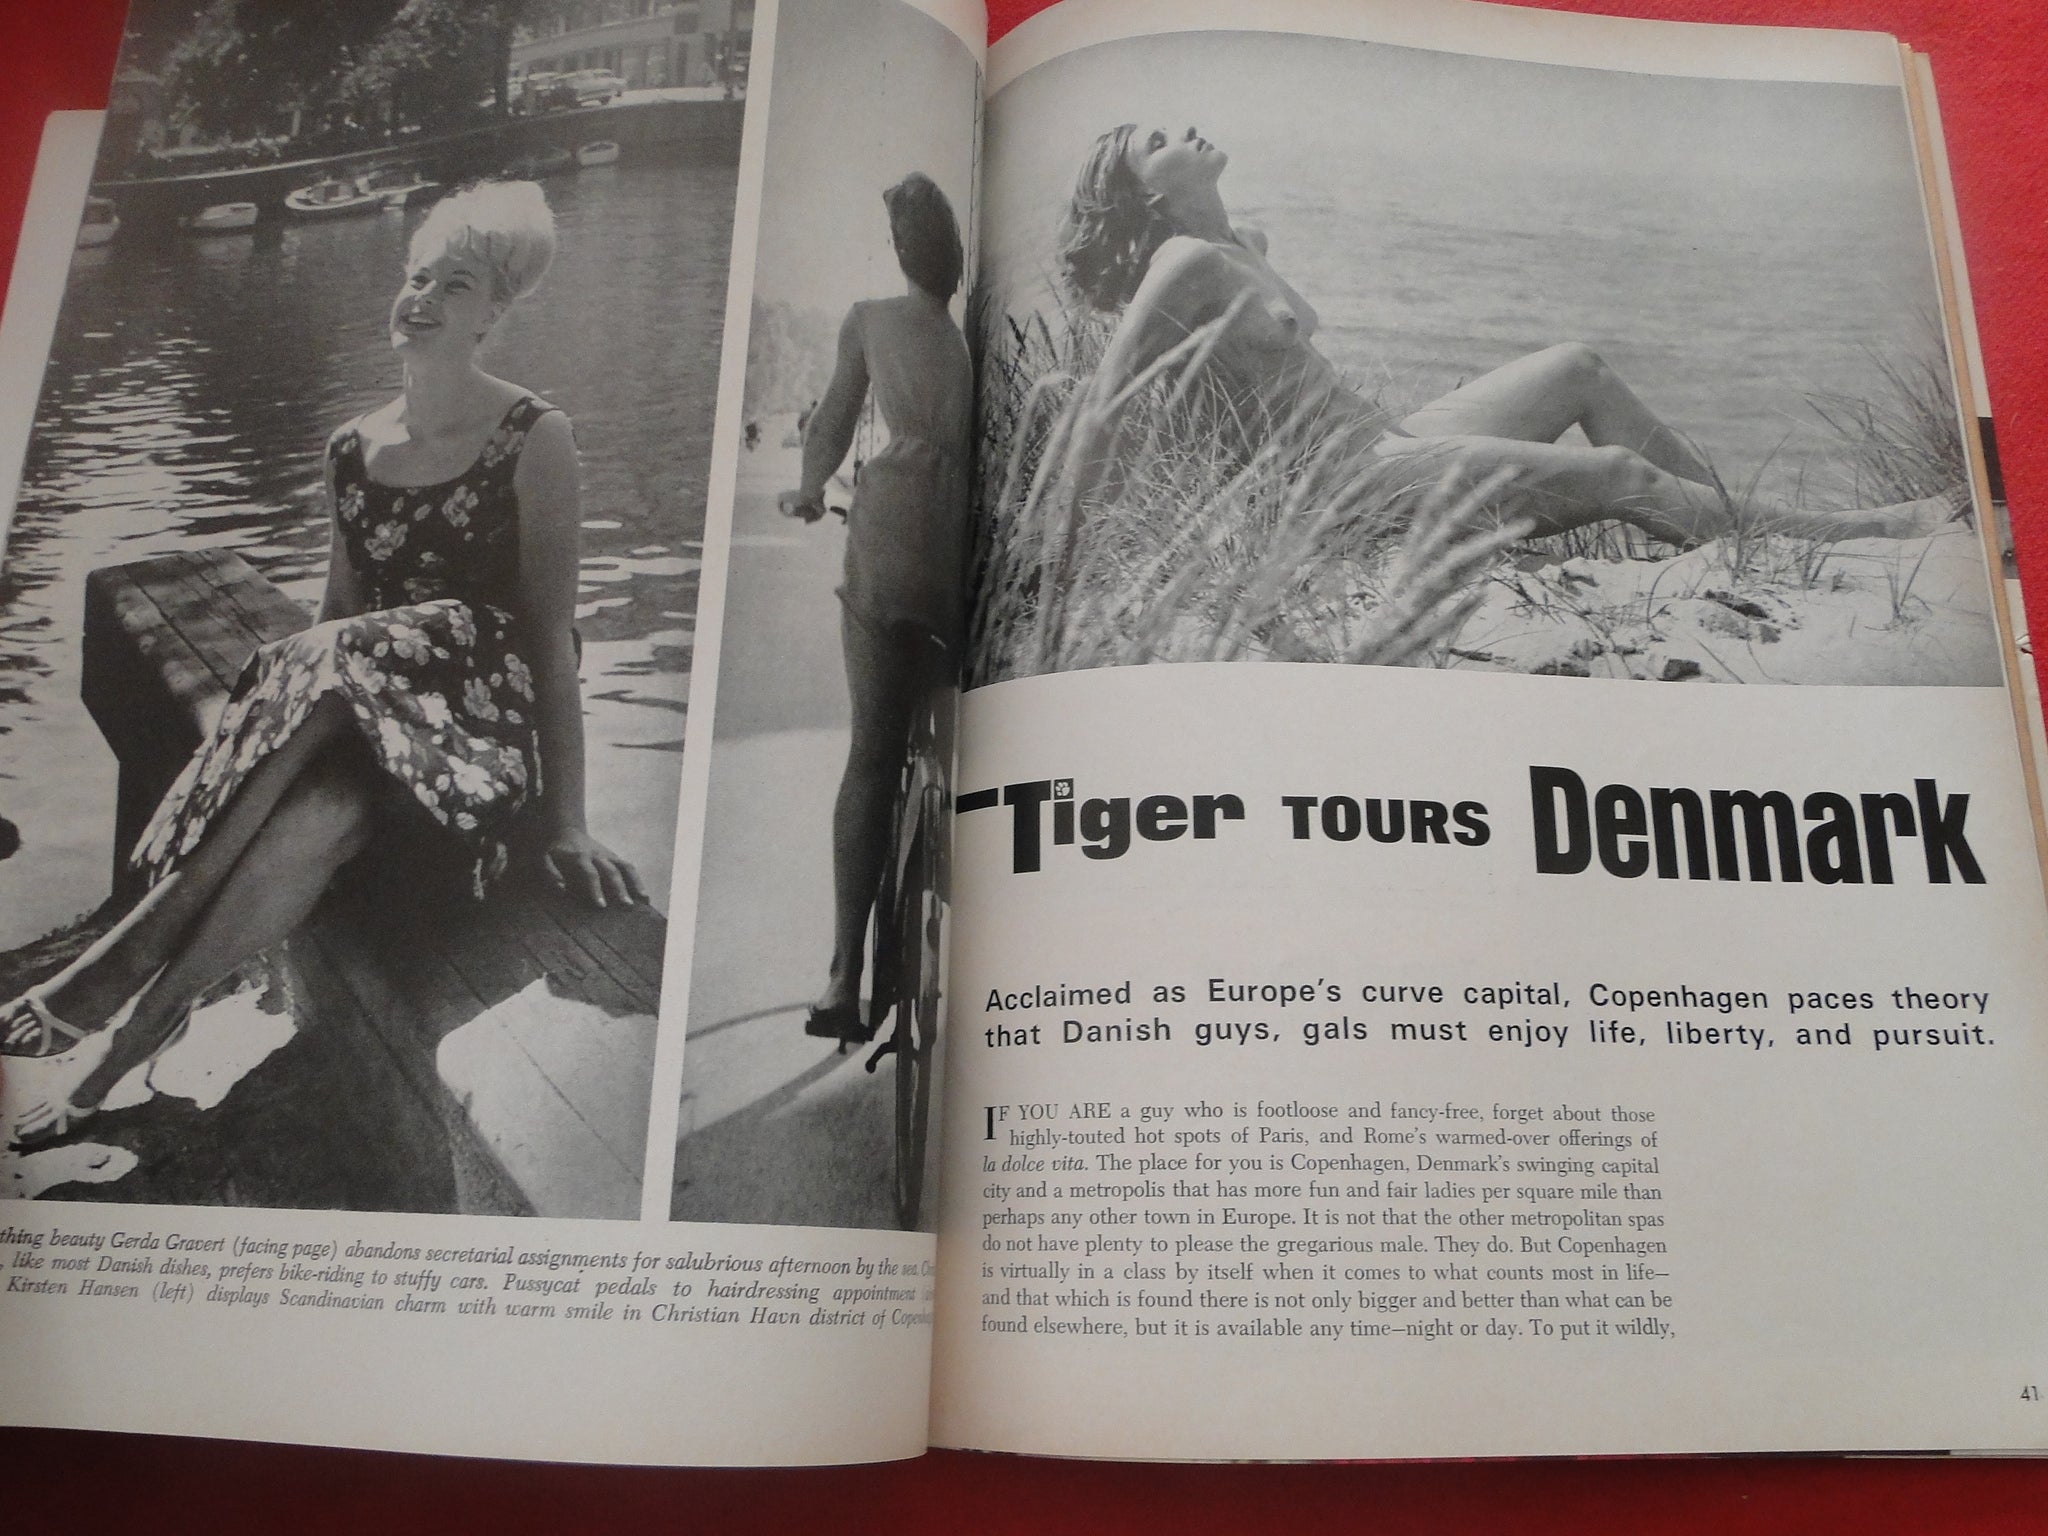 thing beauty Gerda Gravert (facing page) abandons secretarial assignments for salubrious afternoon by the sea.
, like most Danish dishes, prefers bike-riding to stuffy cars. Pussycat pedals to hairdressing appointment
Kirsten Hansen (left) displays Scandinavian charm with warm smile in Christian Havn district of
Tiger TOURS Denmark
Acclaimed as Europe's curve capital, Copenhagen paces theory
that Danish guys, gals must enjoy life, liberty, and pursuit.
IF YOU ARE a guy who is footloose and fancy-free, forget about those
highly-touted hot spots of Paris, and Rome's warmed-over offerings of
la dolce vita. The place for you is Copenhagen, Denmark's swinging capital
city and a metropolis that has more fun and fair ladies per square mile than
perhaps any other town in Europe. It is not that the other metropolitan spas
do not have plenty to please the gregarious male. They do. But Copenhagen
is virtually in a class by itself when it comes to what counts most in life—
and that which is found there is not only bigger and better than what can be
found elsewhere, but it is available any time—night or day. To put it wildly,
41